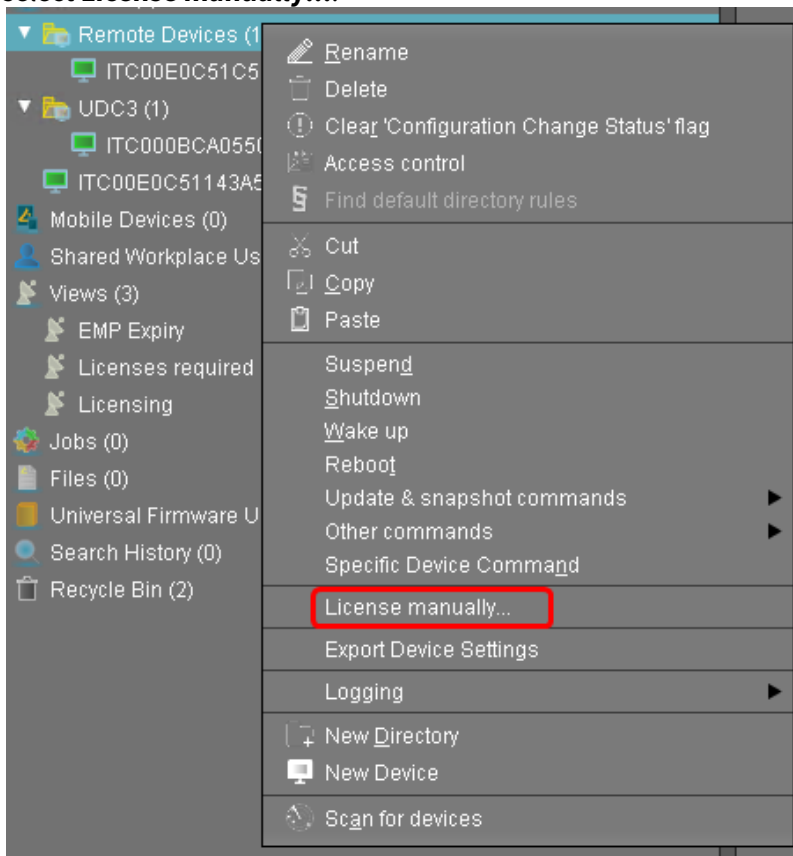 select License manually....
Remote Devices (1
ITC00E0C51C5
UDC3 (1)
ITC000BCA0550
ITC00E0C51143A5
Mobile Devices (0)
Shared Workplace Us
Views (3)
EMP Expiry
Licenses required
Licensing
Jobs (0)
Files (0)
Universal Firmware U
Search History (0)
Recycle Bin (2)
Rename
Delete
Clear 'Configuration Change Status' flag
Access control
Find default directory rules
Cut
Copy
Paste
Suspend
Shutdown
Wake up
Reboot
Update & snapshot commands
Other commands
Specific Device Command
License manually...
Export Device Settings
Logging
New Directory
New Device
Scan for devices